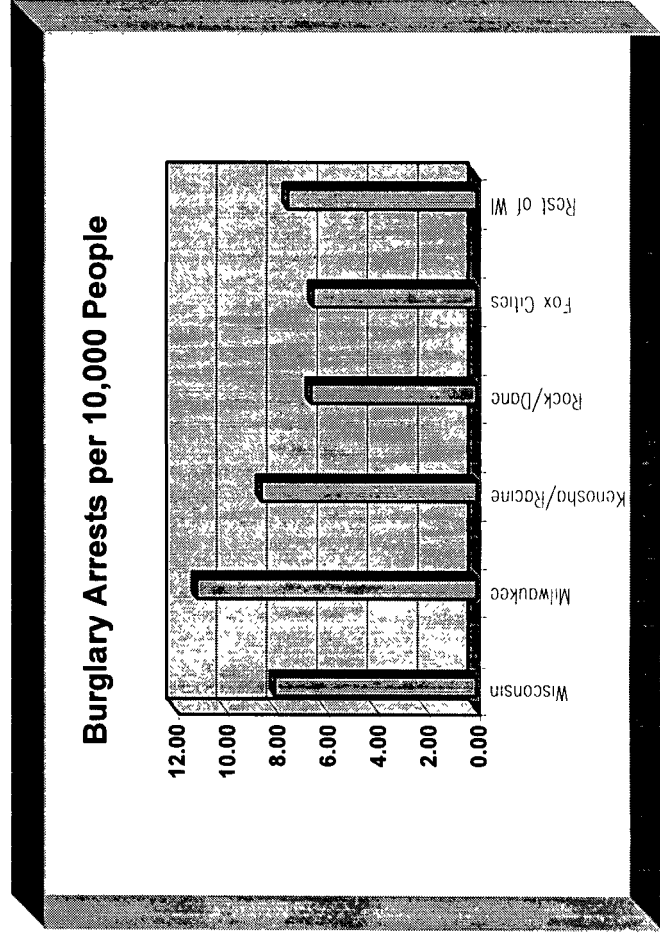 Burglary Arrests per 10,000 People
12.00
10.00
8.00
6.00
4.00
2.00
0.00
Wisconsin
Milwaukee
Kenosha/Racine
Rock/Dane
Fox Cities
Rest of WI